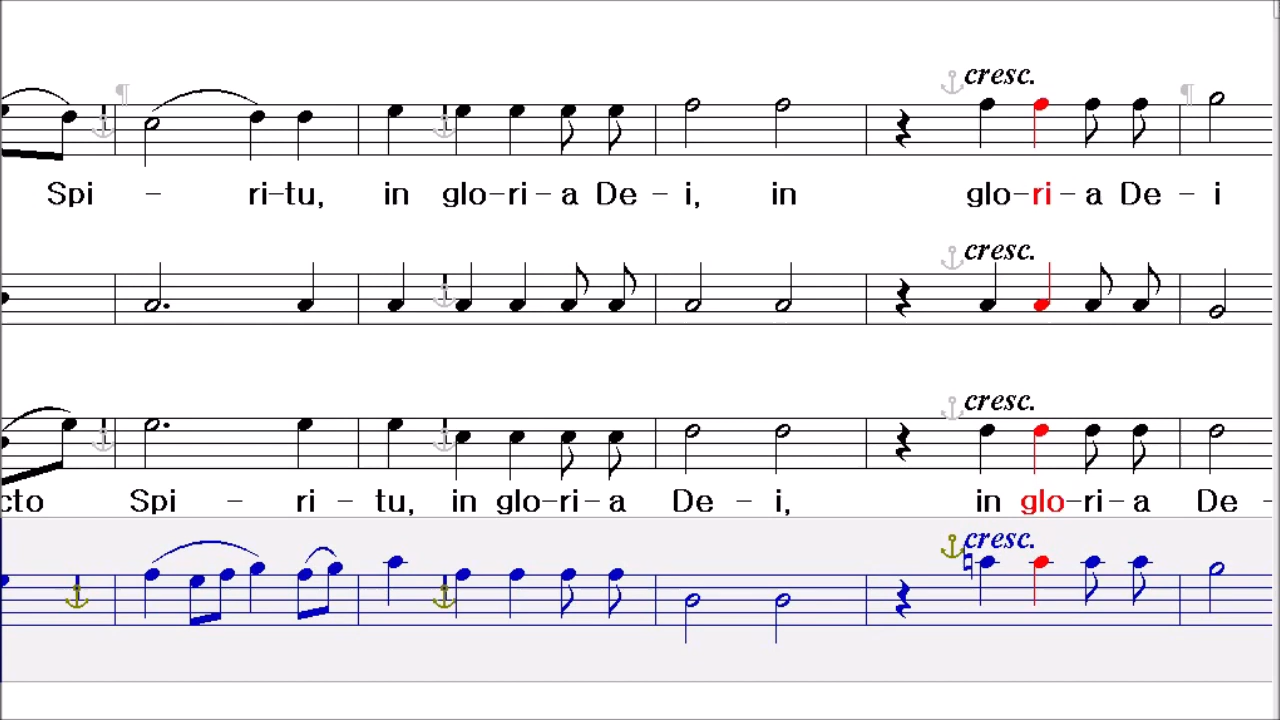 cresc.
Spi – ri–tu, in glo–ri–a De – i, in glo–ri–a De – i
cresc.
cresc.
cto Spi – ri – tu, in glo–ri–a De – i, in glo–ri–a De –
cresc.